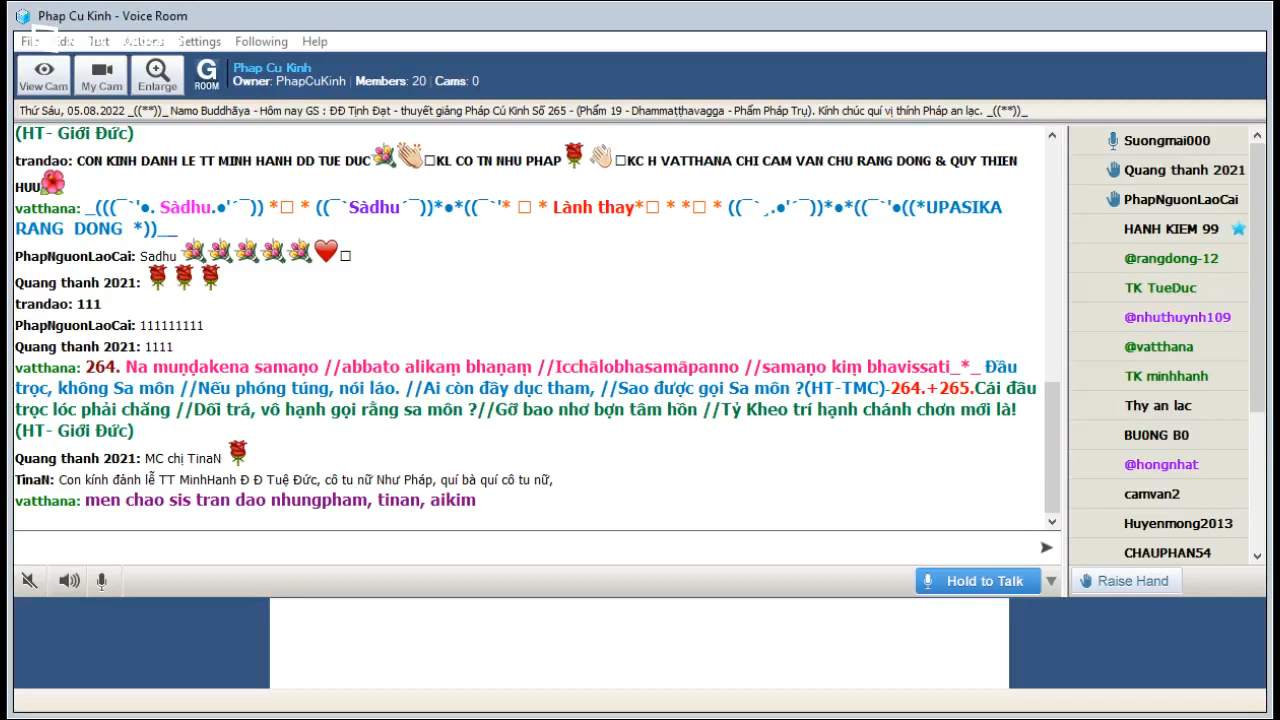 Phap Cu Kinh - Voice Room
Text Actions Settings Following Help
View Cam My Cam Enlarge G ROOM
Phap Cu Kinh
Owner: PhapCuKinh | Members: 20 | Cams: 0
Thứ Sáu, 05.08.2022 _((**))_ Namo Buddhāya - Hôm nay GS : ĐĐ Tịnh Đạt - thuyết giảng Pháp Cú Kinh Số 265 - (Phẩm 19 - Dhammaṭṭhavagga - Phẩm Pháp Trụ). Kính chúc quí vị thính Pháp an lạc. _((**))_
(HT- Giới Đức)
trandao: CON KINH DANH LE TT MINH HANH DD TUE DUC KL CO TN NHU PHAP KC H VATTHANA CHI CAM VAN CHU RANG DONG & QUY THIEN
HUU
vatthana: _(((¯`'•. Sàdhu.•'´¯)) *□ * ((¯`Sàdhu´¯))*•*((¯`'* □ * Lành thay*□ * *□ * ((¯`¸.•'´¯))*•*((¯`'•((*UPASIKA
RANG DONG *))__
PhapNguonLaoCai: Sadhu
Quang thanh 2021:
trandao: 111
PhapNguonLaoCai: 111111111
Quang thanh 2021: 1111
vatthana: 264. Na muṇḍakena samaṇo //abbato alikaṃ bhaṇaṃ //Icchālobhasamāpanno //samaṇo kiṃ bhavissati_*_ Đầu
trọc, không Sa môn //Nếu phóng túng, nói láo. //Ai còn đầy dục tham, //Sao được gọi Sa môn ?(HT-TMC)-264.+265.Cái đầu
trọc lóc phải chăng //Dối trá, vô hạnh gọi rằng sa môn ?//Gỡ bao nhơ bợn tâm hồn //Tỷ Kheo trí hạnh chánh chơn mới là!
(HT- Giới Đức)
Quang thanh 2021: MC chị TinaN
TinaN: Con kính đảnh lễ TT MinhHanh Đ Đ Tuệ Đức, cô tu nữ Như Pháp, quí bà quí cô tu nữ,
vatthana: men chao sis tran dao nhungpham, tinan, aikim
Hold to Talk
Suongmai000
Quang thanh 2021
PhapNguonLaoCai
HANH KIEM 99
@rangdong-12
TK TueDuc
@nhuthuynh109
@vatthana
TK minhhanh
Thy an lac
BU0NG B0
@hongnhat
camvan2
Huyenmong2013
CHAUPHAN54
Raise Hand